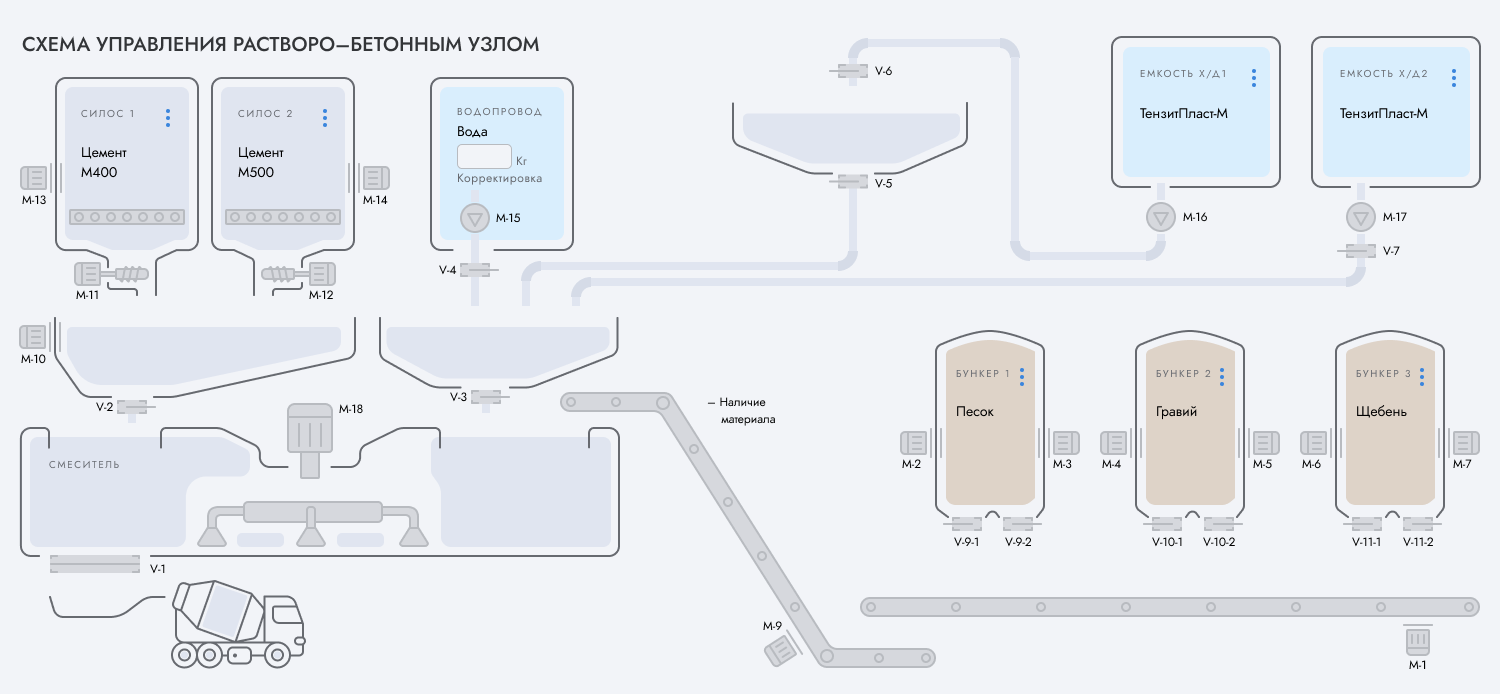 СХЕМА УПРАВЛЕНИЯ РАСТВОРО–БЕТОННЫМ УЗЛОМ
СИЛОС 1
Цемент
М400
СИЛОС 2
Цемент
М500
ВОДОПРОВОД
Вода
Кг
Корректировка
M-15
V-6
V-5
ЕМКОСТЬ Х/Д1
ТензитПласт-М
ЕМКОСТЬ Х/Д2
ТензитПласт-М
M-13
M-14
M-16
M-17
V-7
V-4
M-11
M-12
M-10
V-2
V-3
M-18
– Наличие
материала
СМЕСИТЕЛЬ
V-1
БУНКЕР 1
Песок
БУНКЕР 2
Гравий
БУНКЕР 3
Щебень
M-2
M-3
M-4
M-5
M-6
M-7
V-9-1
V-9-2
V-10-1
V-10-2
V-11-1
V-11-2
M-9
M-1